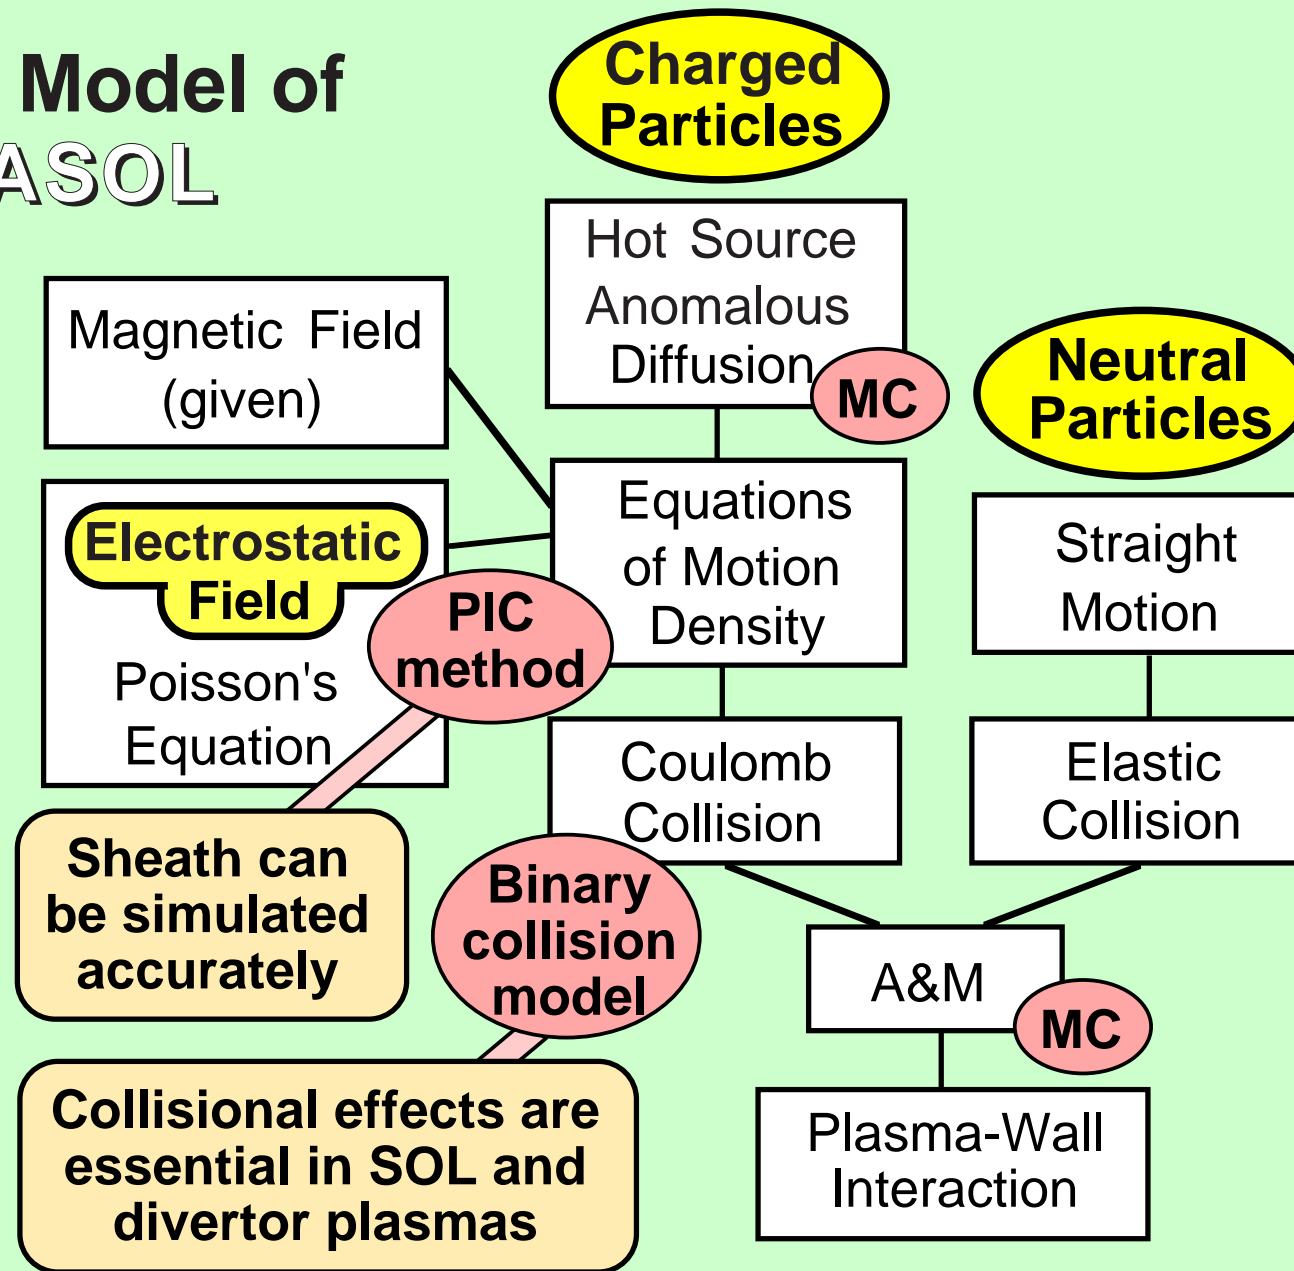 Model of
ASOL
Charged
Particles
Hot Source
Anomalous
Diffusion
MC
Magnetic Field
(given)
Neutral
Particles
Electrostatic
Field
Poisson's
Equation
PIC
method
Equations
of Motion
Density
Straight
Motion
Coulomb
Collision
Elastic
Collision
Sheath can
be simulated
accurately
Binary
collision
model
A&M
MC
Collisional effects are
essential in SOL and
divertor plasmas
Plasma-Wall
Interaction